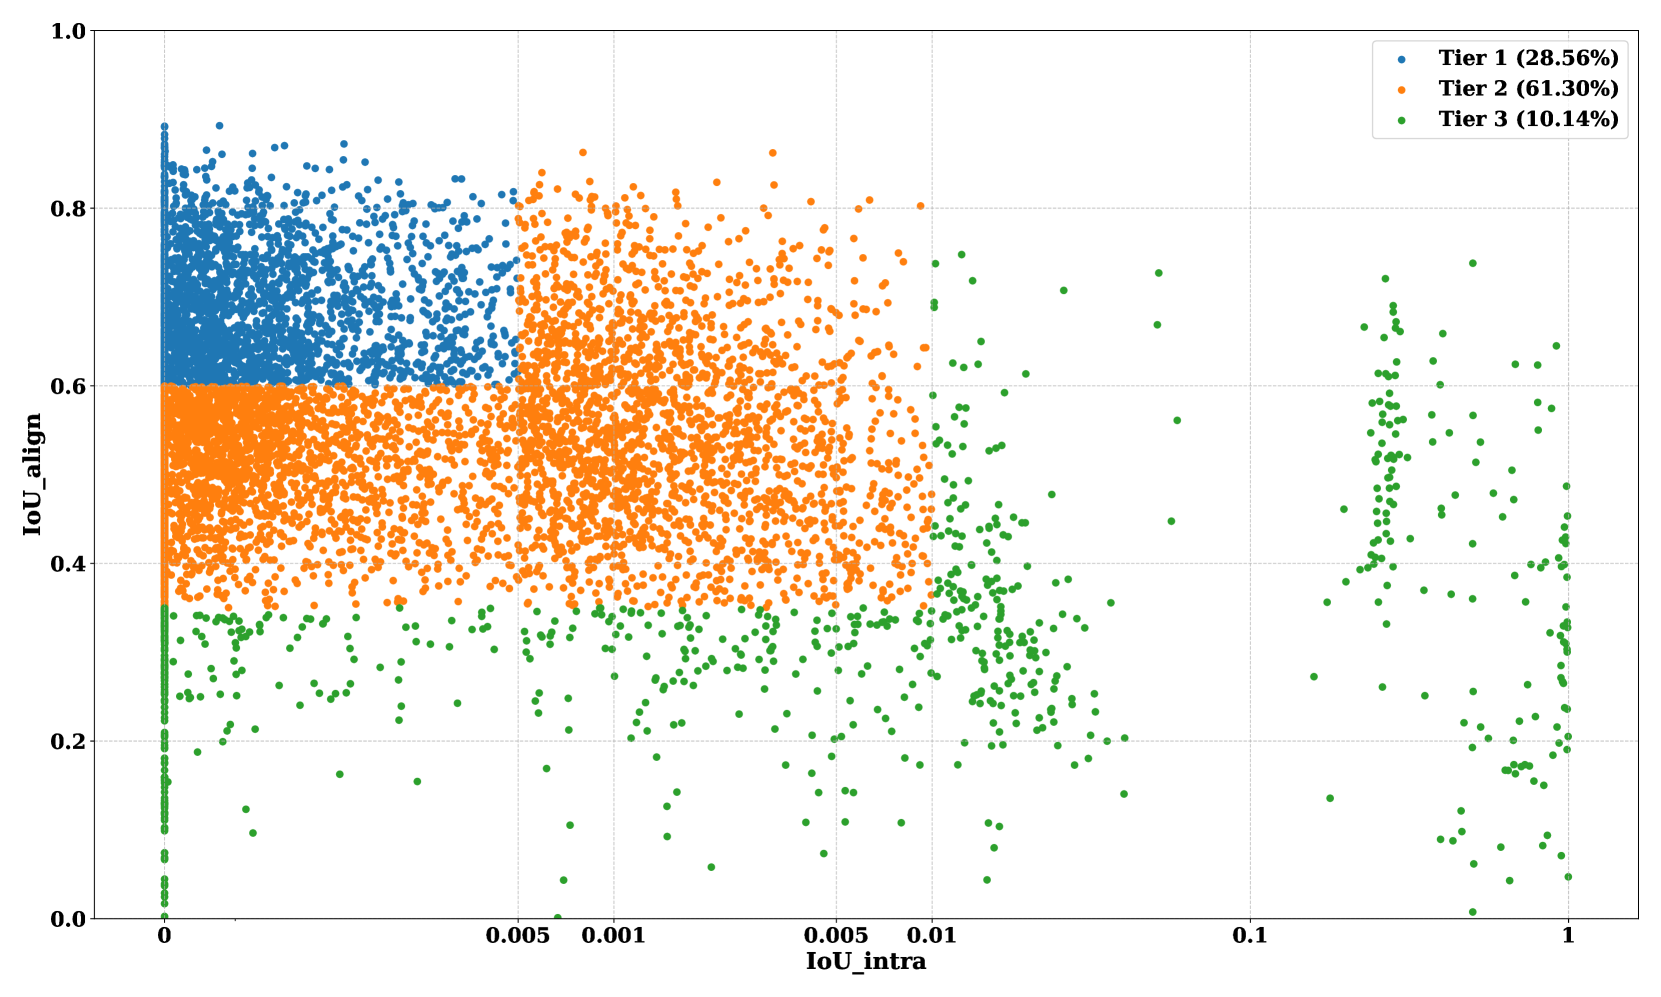 1.0
0.8
0.6
0.4
0.2
0.0
IoU_align
Tier 1 (28.56%)
Tier 2 (61.30%)
Tier 3 (10.14%)
0 0.005 0.001 0.005 0.01 0.1 1
IoU_intra